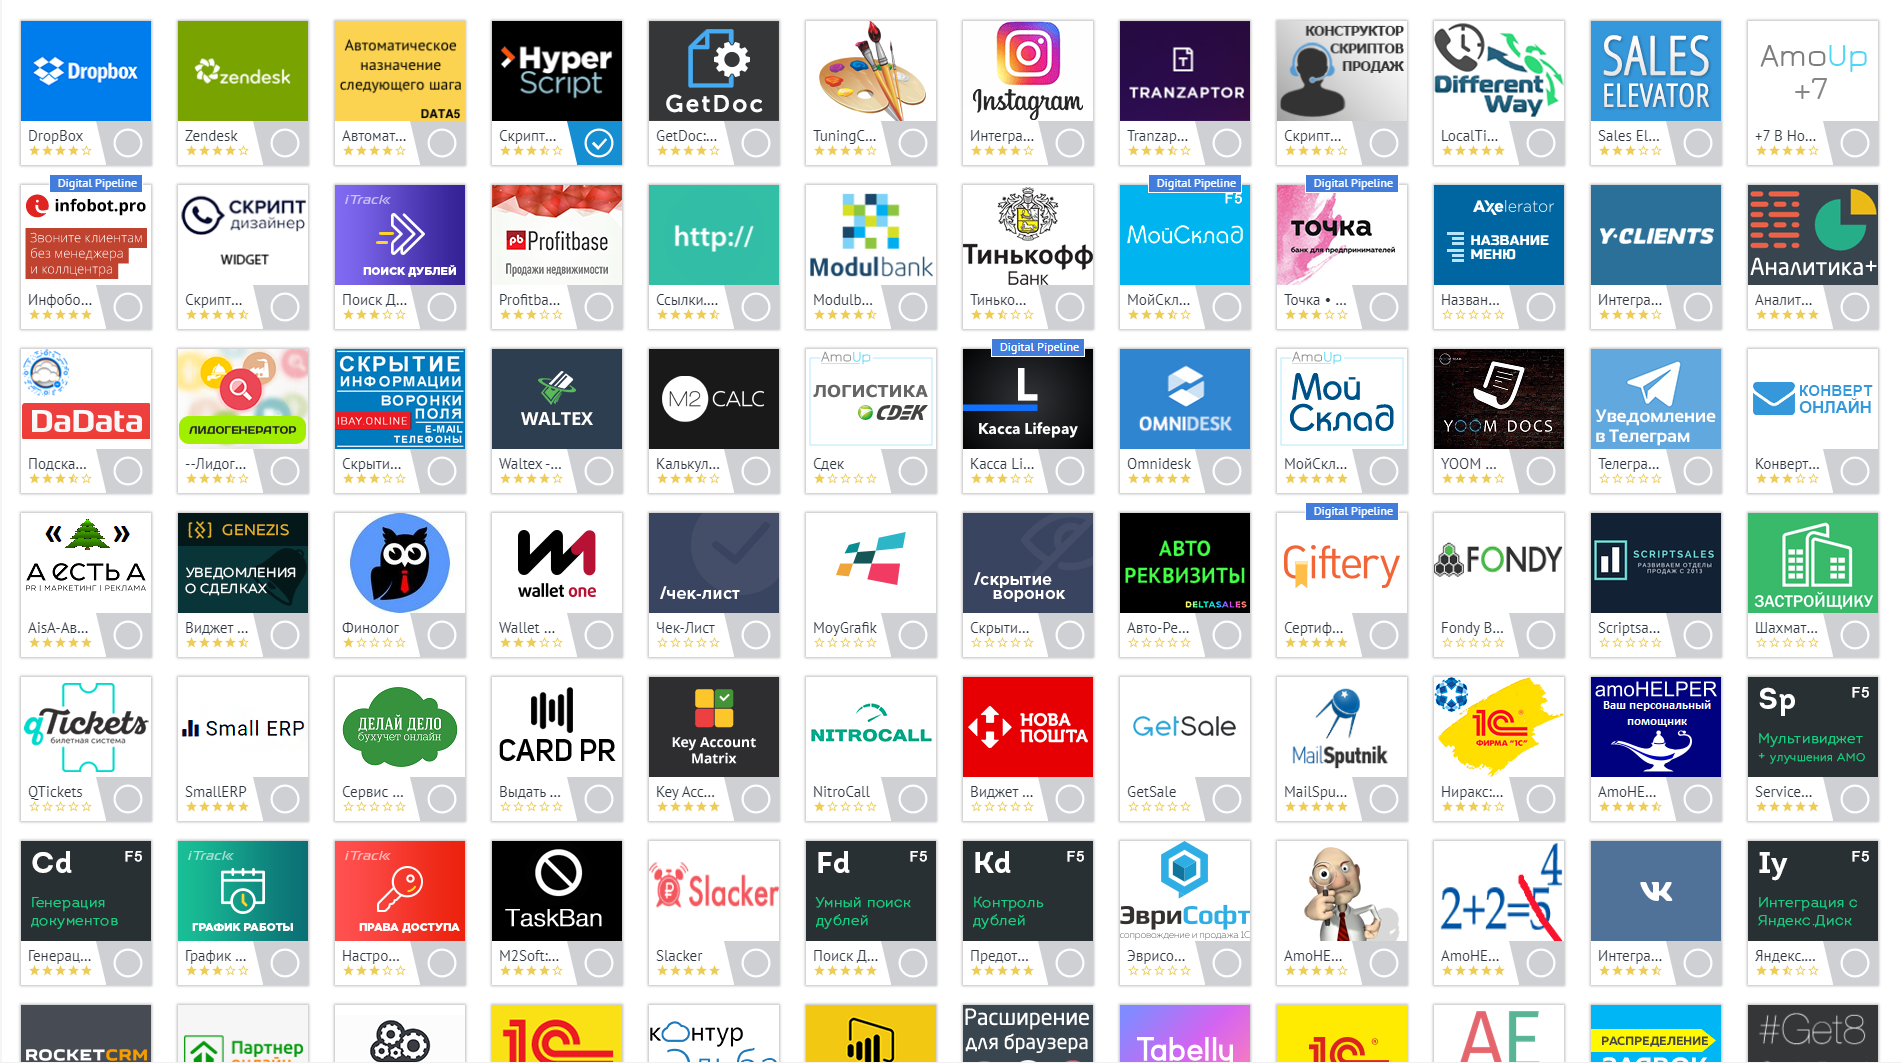 Dropbox
DropBox
zendesk
Zendesk
Автоматическое
назначение
следующего шага
DATA5
Автомат...
Hyper
Script
Скрипт...
GetDoc
GetDoc:...
TuningC...
Instagram
Интегра...
TRANZAPTOR
Tranzap...
КОНСТРУКТОР
СКРИПТОВ
ПРОДАЖ
Скрипт...
Different
Way
LocalTi...
SALES
ELEVATOR
Sales El...
AmoUp
+7
+7 В Но...
Digital Pipeline
infobot.pro
Звоните клиентам
без менеджера
и коллцентра
Инфобо...
СКРИПТ
дизайнер
WIDGET
Скрипт...
iTrack
ПОИСК ДУБЛЕЙ
Поиск Д...
pb Profitbase
Продажи недвижимости
Profitba...
http://
Ссылки....
Modulbank
Modulb...
Тинькофф
Банк
Тинько...
Digital Pipeline
F5
МойСклад
МойСкл...
Digital Pipeline
точка
банк для предпринимателей
Точка • ...
AXelerator
НАЗВАНИЕ
МЕНЮ
Назван...
Y-CLIENTS
Интегра...
Аналитика+
Аналит...
DaData
Подска...
ЛИДОГЕНЕРАТОР
--Лидог...
СКРЫТИЕ
ИНФОРМАЦИИ
ВОРОНКИ
ПОЛЯ
IBAY.ONLINE
E-MAIL
ТЕЛЕФОНЫ
Скрыти...
WALTEX
Waltex -...
M2 CALC
Калькул...
AmoUp
ЛОГИСТИКА
CDEK
Сдек
Digital Pipeline
L
Касса Lifepay
Касса Li...
OMNIDESK
Omnidesk
AmoUp
Мой
Склад
МойСкл...
YOOM DOCS
YOOM ...
Уведомление
в Телеграм
Телегра...
КОНВЕРТ
ОНЛАЙН
Конверт...
« »
А есть А
PR | МАРКЕТИНГ | РЕКЛАМА
AisA-Ав...
GENEZIS
УВЕДОМЛЕНИЯ
О СДЕЛКАХ
Виджет ...
Финолог
W1
wallet one
Wallet ...
/чек-лист
Чек-Лист
MoyGrafik
/скрытие
воронок
Скрыти...
АВТО
РЕКВИЗИТЫ
DELTASALES
Авто-Ре...
Digital Pipeline
Giftery
Сертиф...
FONDY
Fondy B...
SCRIPTSALES
РАЗВИВАЕМ ОТДЕЛЫ
ПРОДАЖ С 2013
Scriptsa...
ЗАСТРОЙЩИКУ
Шахмат...
qTickets
билетная система
QTickets
Small ERP
SmallERP
ДЕЛАЙ ДЕЛО
бухучет онлайн
Сервис ...
CARD PR
Выдать ...
Key Account
Matrix
Key Acc...
NITROCALL
NitroCall
НОВА
ПОШТА
Виджет ...
GetSale
GetSale
MailSputnik
MailSpu...
1С
ФИРМА "1С"
Ниракс:...
amoHELPER
Ваш персональный
помощник
AmoHE...
Sp F5
Мультивиджет
+ улучшения АМО
Service...
Cd F5
Генерация
документов
Генерац...
iTrack
ГРАФИК РАБОТЫ
График ...
iTrack
ПРАВА ДОСТУПА
Настро...
TaskBan
M2Soft:...
Slacker
Slacker
Fd F5
Умный поиск
дублей
Поиск Д...
Kd F5
Контроль
дублей
Предот...
ЭвриСофт
сопровождение и продажа 1С
Эврисо...
AmoHE...
4
2+2=5
AmoHE...
VK
Интегра...
Iy F5
Интеграция с
Яндекс.Диск
Яндекс....
ROCKETCRM
Партнер
онлайн
1С
контур
Эльба
Расширение
для браузера
Tabelly
1С
AE
РАСПРЕДЕЛЕНИЕ
ЗАЯВОК
#Get8